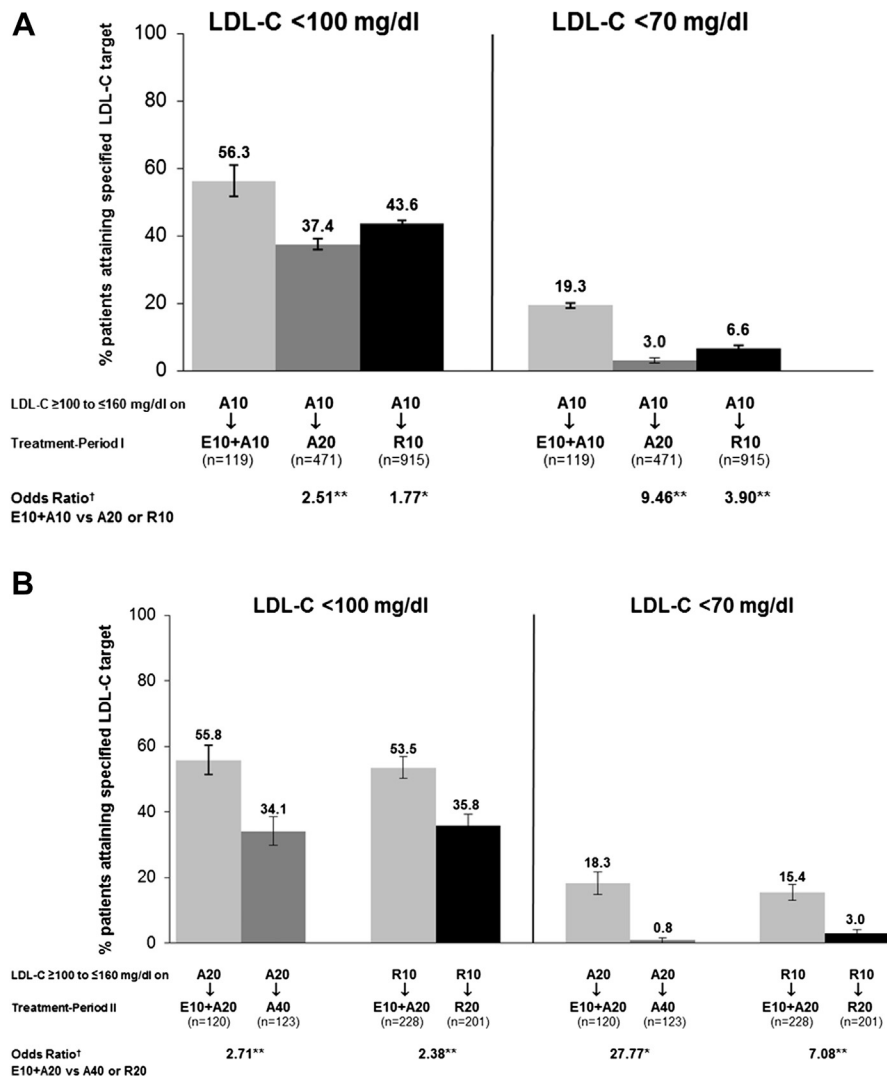 A
LDL-C <100 mg/dl
LDL-C <70 mg/dl
% patients attaining specified LDL-C target
100
80
60
40
20
0
56.3
37.4
43.6
19.3
3.0
6.6
LDL-C ≥100 to ≤160 mg/dl on A10 A10 A10 A10 A10 A10
↓ ↓ ↓ ↓ ↓ ↓
Treatment-Period I E10+A10 A20 R10 E10+A10 A20 R10
(n=119) (n=471) (n=915) (n=119) (n=471) (n=915)
Odds Ratio† 2.51** 1.77* 9.46** 3.90**
E10+A10 vs A20 or R10
B
LDL-C <100 mg/dl
LDL-C <70 mg/dl
% patients attaining specified LDL-C target
100
80
60
40
20
0
55.8
34.1
53.5
35.8
18.3
0.8
15.4
3.0
LDL-C ≥100 to ≤160 mg/dl on A20 A20 R10 R10 A20 A20 R10 R10
↓ ↓ ↓ ↓ ↓ ↓ ↓ ↓
Treatment-Period II E10+A20 A40 E10+A20 R20 E10+A20 A40 E10+A20 R20
(n=120) (n=123) (n=228) (n=201) (n=120) (n=123) (n=228) (n=201)
Odds Ratio† 2.71** 2.38** 27.77* 7.08**
E10+A20 vs A40 or R20